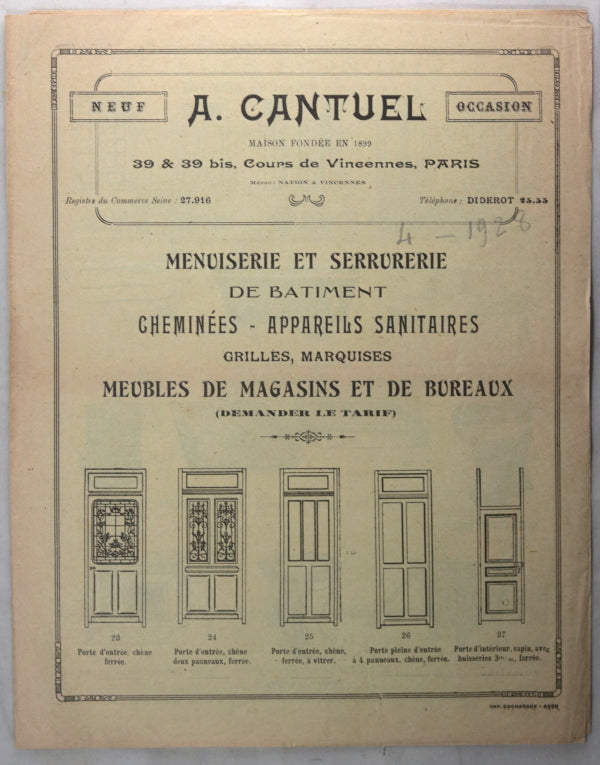 NEUF
A. CANTUEL
OCCASION
MAISON FONDÉE EN 1899
39 & 39 bis, Cours de Vincennes, PARIS
Métro: NATION & VINCENNES
Registre du Commerce Seine : 27.916
Téléphone : DIDEROT 25.55
4 - 1928
MENUISERIE ET SERRURERIE
DE BATIMENT
CHEMINÉES - APPAREILS SANITAIRES
GRILLES, MARQUISES
MEUBLES DE MAGASINS ET DE BUREAUX
(DEMANDER LE TARIF)
23
Porte d'entrée, chêne
ferrée.
24
Porte d'entrée, chêne
deux panneaux, ferrée.
25
Porte d'entrée, chêne,
ferrée, à vitrer.
26
Porte pleine d'entrée
à 4 panneaux, chêne, ferrée.
27
Porte d'intérieur, sapin, avec
huisseries ferrée.
IMP. - AVON